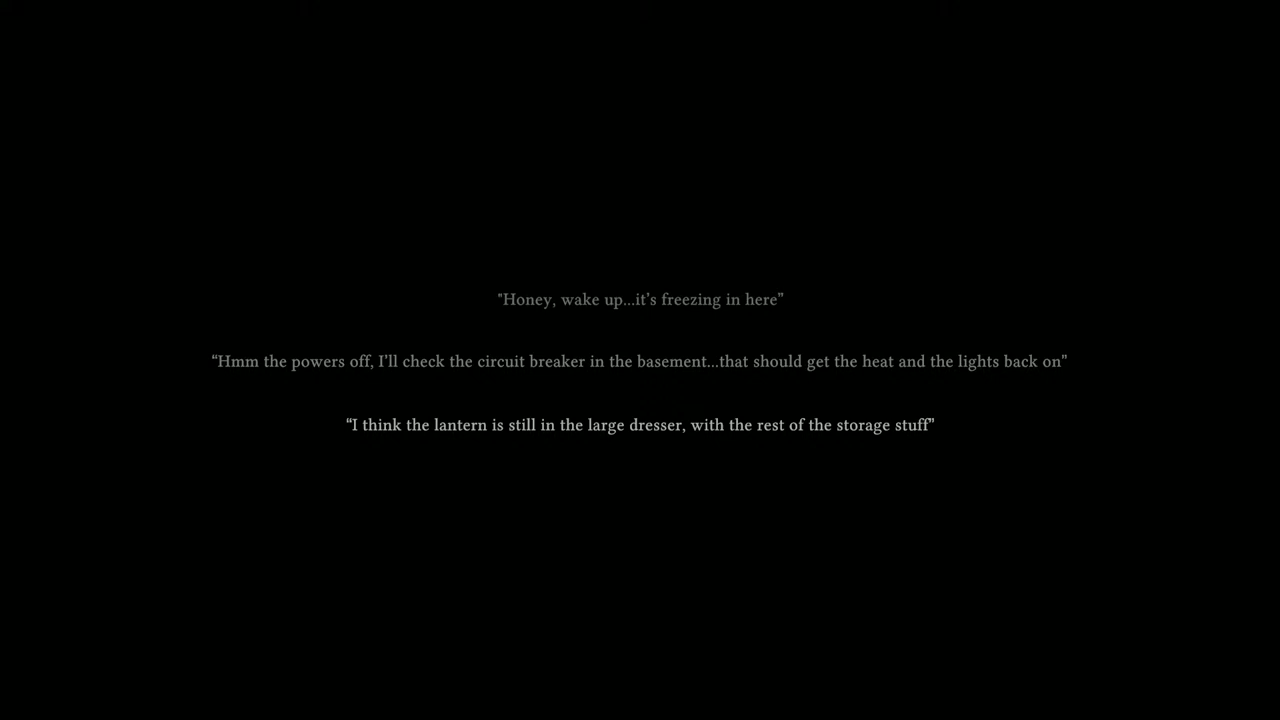 "Honey, wake up...it’s freezing in here”
“Hmm the powers off, I'll check the circuit breaker in the basement...that should get the heat and the lights back on”
“I think the lantern is still in the large dresser, with the rest of the storage stuff”